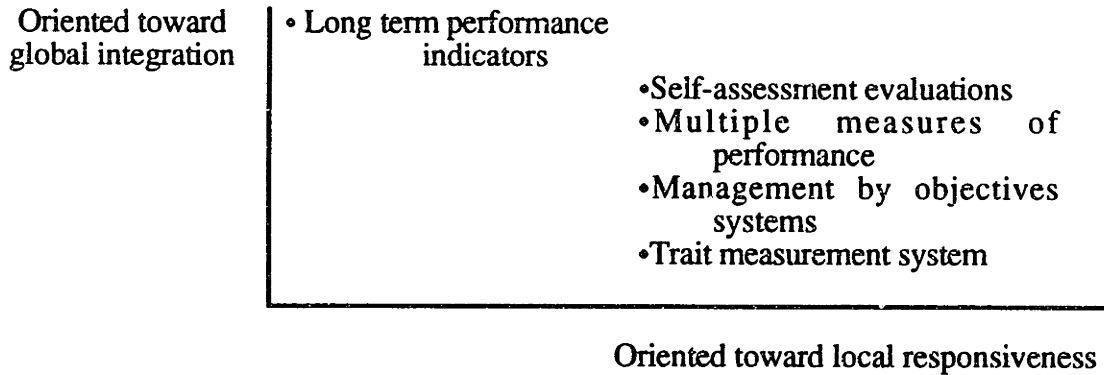 Oriented toward
global integration
• Long term performance
indicators
•Self-assessment evaluations
•Multiple measures of
performance
•Management by objectives
systems
•Trait measurement system
Oriented toward local responsiveness